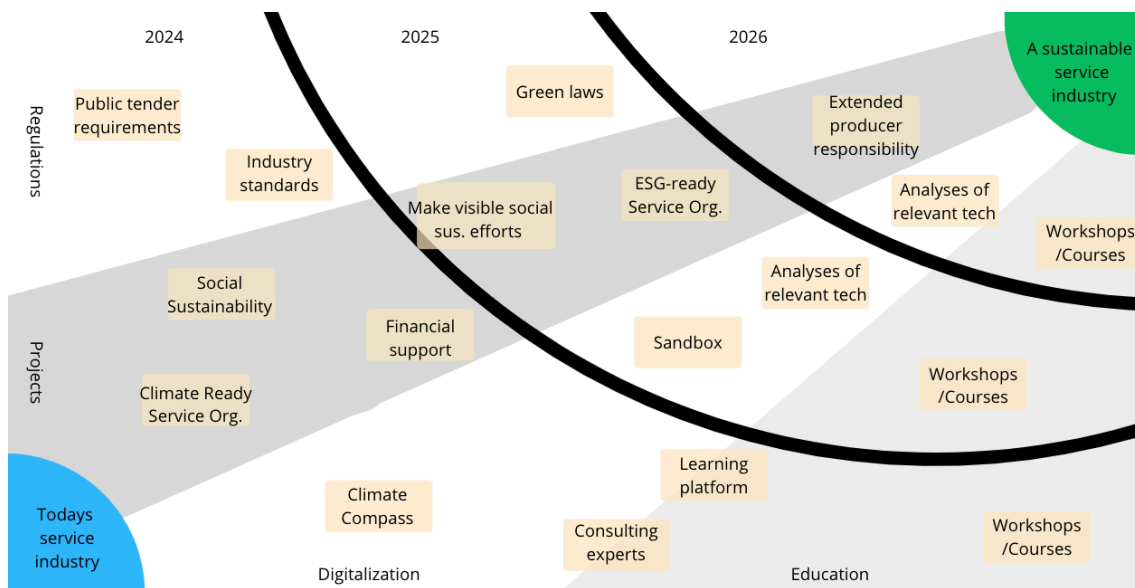 2024
2025
2026
A sustainable
service
industry
Regulations
Public tender
requirements
Industry
standards
Green laws
Make visible social
sus. efforts
ESG-ready
Service Org.
Extended
producer
responsibility
Analyses of
relevant tech
Workshops
/Courses
Projects
Social
Sustainability
Financial
support
Analyses of
relevant tech
Sandbox
Climate Ready
Service Org.
Workshops
/Courses
Todays
service
industry
Climate
Compass
Learning
platform
Consulting
experts
Workshops
/Courses
Digitalization
Education